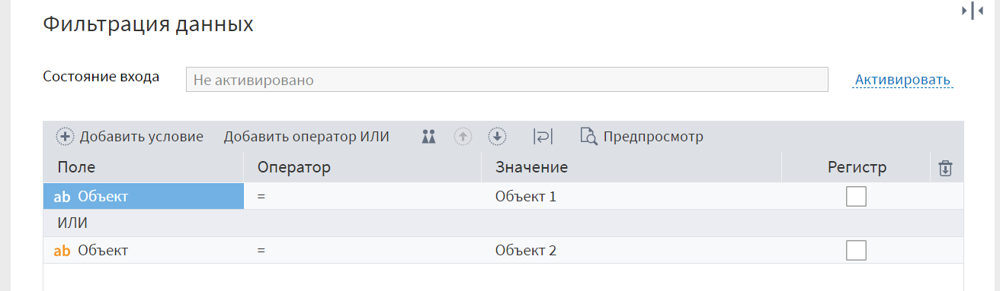 Фильтрация данных
Состояние входа Не активировано Активировать
Добавить условие Добавить оператор ИЛИ Предпросмотр
Поле Оператор Значение Регистр
ab Объект = Объект 1
ИЛИ
ab Объект = Объект 2